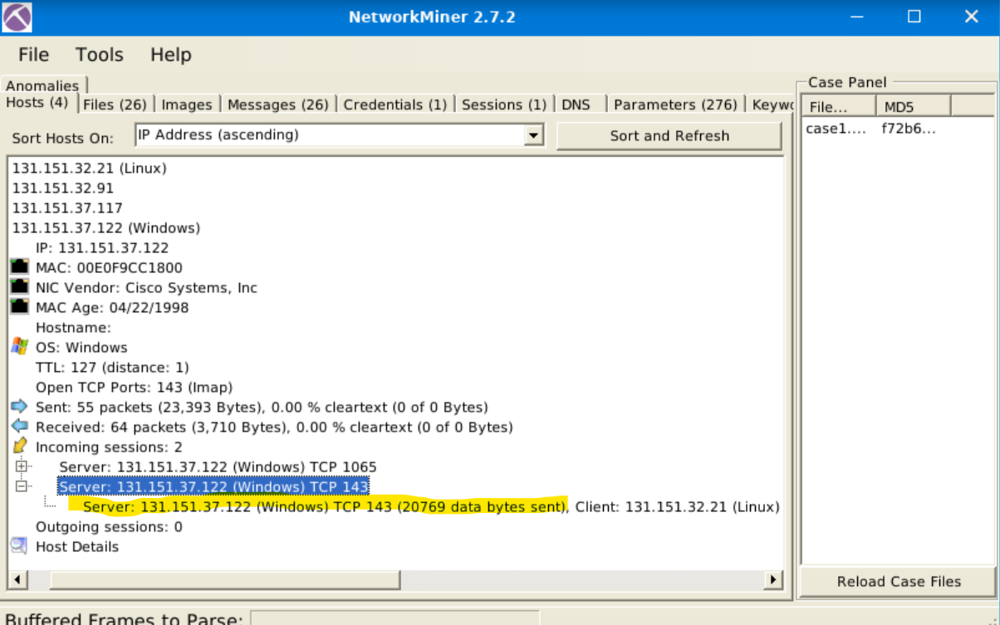 NetworkMiner 2.7.2
File Tools Help
Anomalies
Hosts (4) Files (26) Images Messages (26) Credentials (1) Sessions (1) DNS Parameters (276) Keywo
Sort Hosts On: IP Address (ascending) Sort and Refresh
131.151.32.21 (Linux)
131.151.32.91
131.151.37.117
131.151.37.122 (Windows)
IP: 131.151.37.122
MAC: 00E0F9CC1800
NIC Vendor: Cisco Systems, Inc
MAC Age: 04/22/1998
Hostname:
OS: Windows
TTL: 127 (distance: 1)
Open TCP Ports: 143 (Imap)
Sent: 55 packets (23,393 Bytes), 0.00 % cleartext (0 of 0 Bytes)
Received: 64 packets (3,710 Bytes), 0.00 % cleartext (0 of 0 Bytes)
Incoming sessions: 2
Server: 131.151.37.122 (Windows) TCP 1065
Server: 131.151.37.122 (Windows) TCP 143
Server: 131.151.37.122 (Windows) TCP 143 (20769 data bytes sent), Client: 131.151.32.21 (Linux)
Outgoing sessions: 0
Host Details
Case Panel
File... MD5
case1.... f72b6...
Reload Case Files
Buffered Frames to Parse: